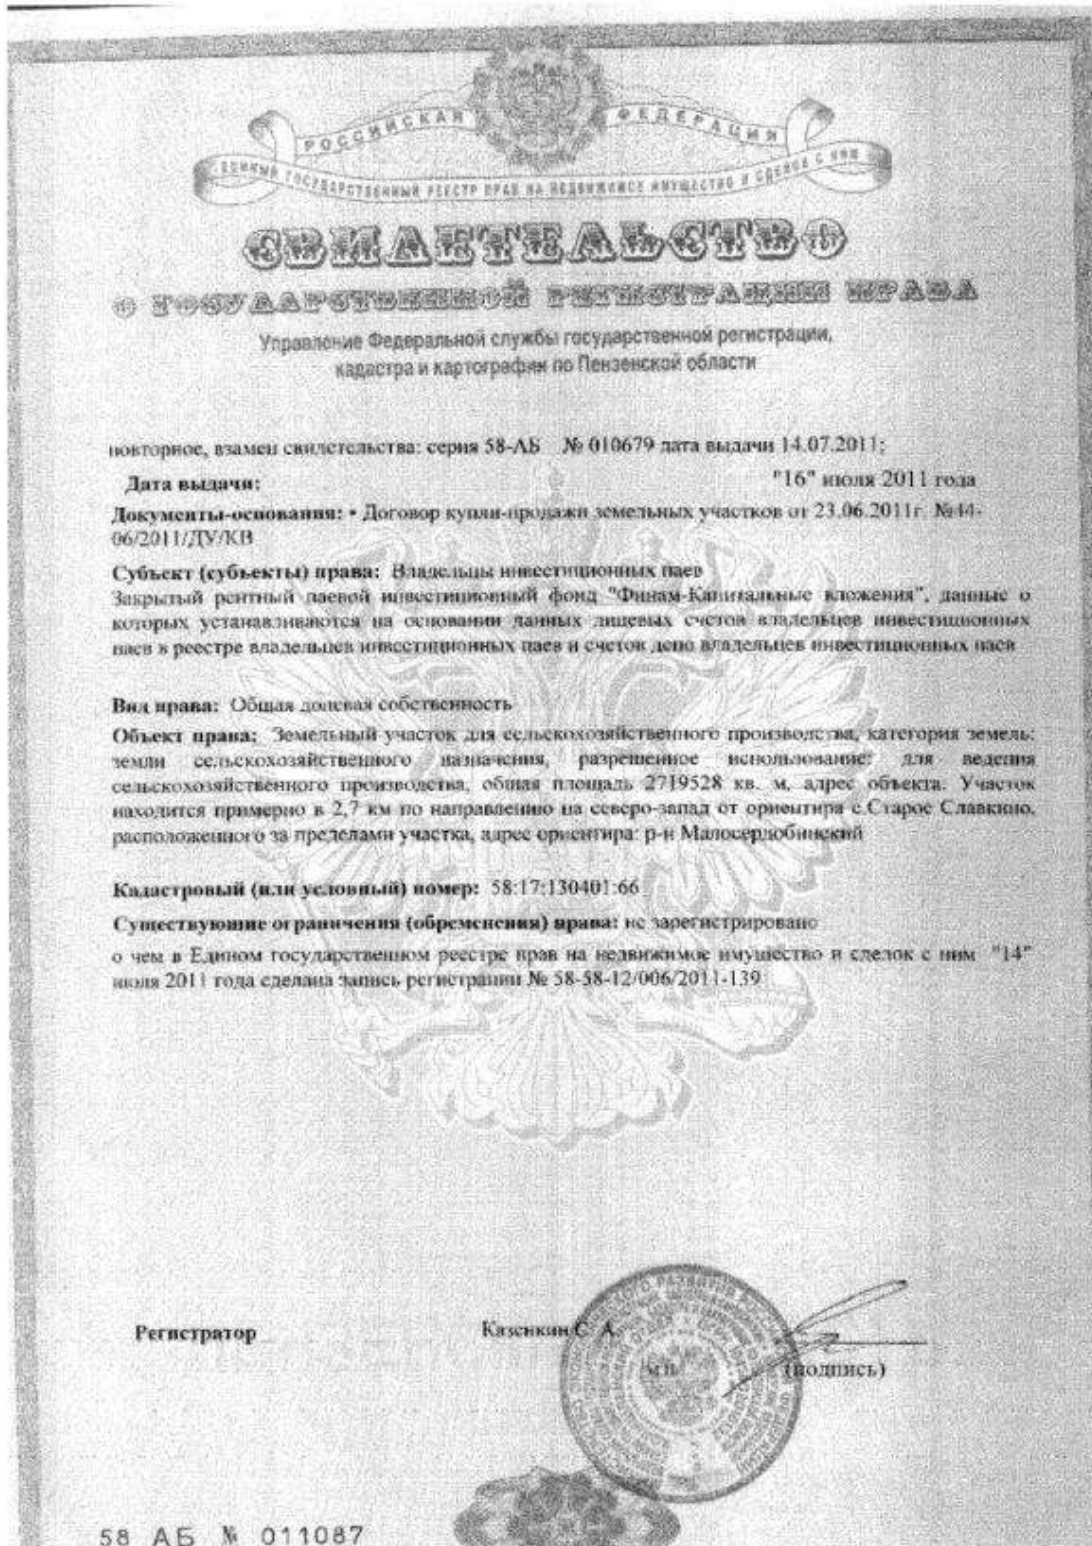 РОССИЙСКАЯ ФЕДЕРАЦИЯ
ЕДИНЫЙ ГОСУДАРСТВЕННЫЙ РЕЕСТР ПРАВ НА НЕДВИЖИМОЕ ИМУЩЕСТВО И СДЕЛОК С НИМ
СВИДЕТЕЛЬСТВО
О ГОСУДАРСТВЕННОЙ РЕГИСТРАЦИИ ПРАВА
Управление Федеральной службы государственной регистрации,
кадастра и картографии по Пензенской области
повторное, взамен свидетельства: серия 58-АБ № 010679 дата выдачи 14.07.2011;
Дата выдачи: "16" июля 2011 года
Документы-основания: • Договор купли-продажи земельных участков от 23.06.2011г. №44-
06/2011/ДУ/КВ
Субъект (субъекты) права: Владельцы инвестиционных паев
Закрытый рентный паевой инвестиционный фонд "Финам-Капитальные вложения", данные о
которых устанавливаются на основании данных лицевых счетов владельцев инвестиционных
паев в реестре владельцев инвестиционных паев и счетов депо владельцев инвестиционных паев
Вид права: Общая долевая собственность
Объект права: Земельный участок для сельскохозяйственного производства, категория земель:
земли сельскохозяйственного назначения, разрешенное использование: для ведения
сельскохозяйственного производства, общая площадь 2719528 кв. м, адрес объекта: Участок
находится примерно в 2,7 км по направлению на северо-запад от ориентира с.Старое Славкино,
расположенного за пределами участка, адрес ориентира: р-н Малосердобинский
Кадастровый (или условный) номер: 58:17:130401:66
Существующие ограничения (обременения) права: не зарегистрировано
о чем в Едином государственном реестре прав на недвижимое имущество и сделок с ним "14"
июля 2011 года сделана запись регистрации № 58-58-12/006/2011-139
Регистратор Казенкин С. А.
м.п. (подпись)
58 АБ № 011087